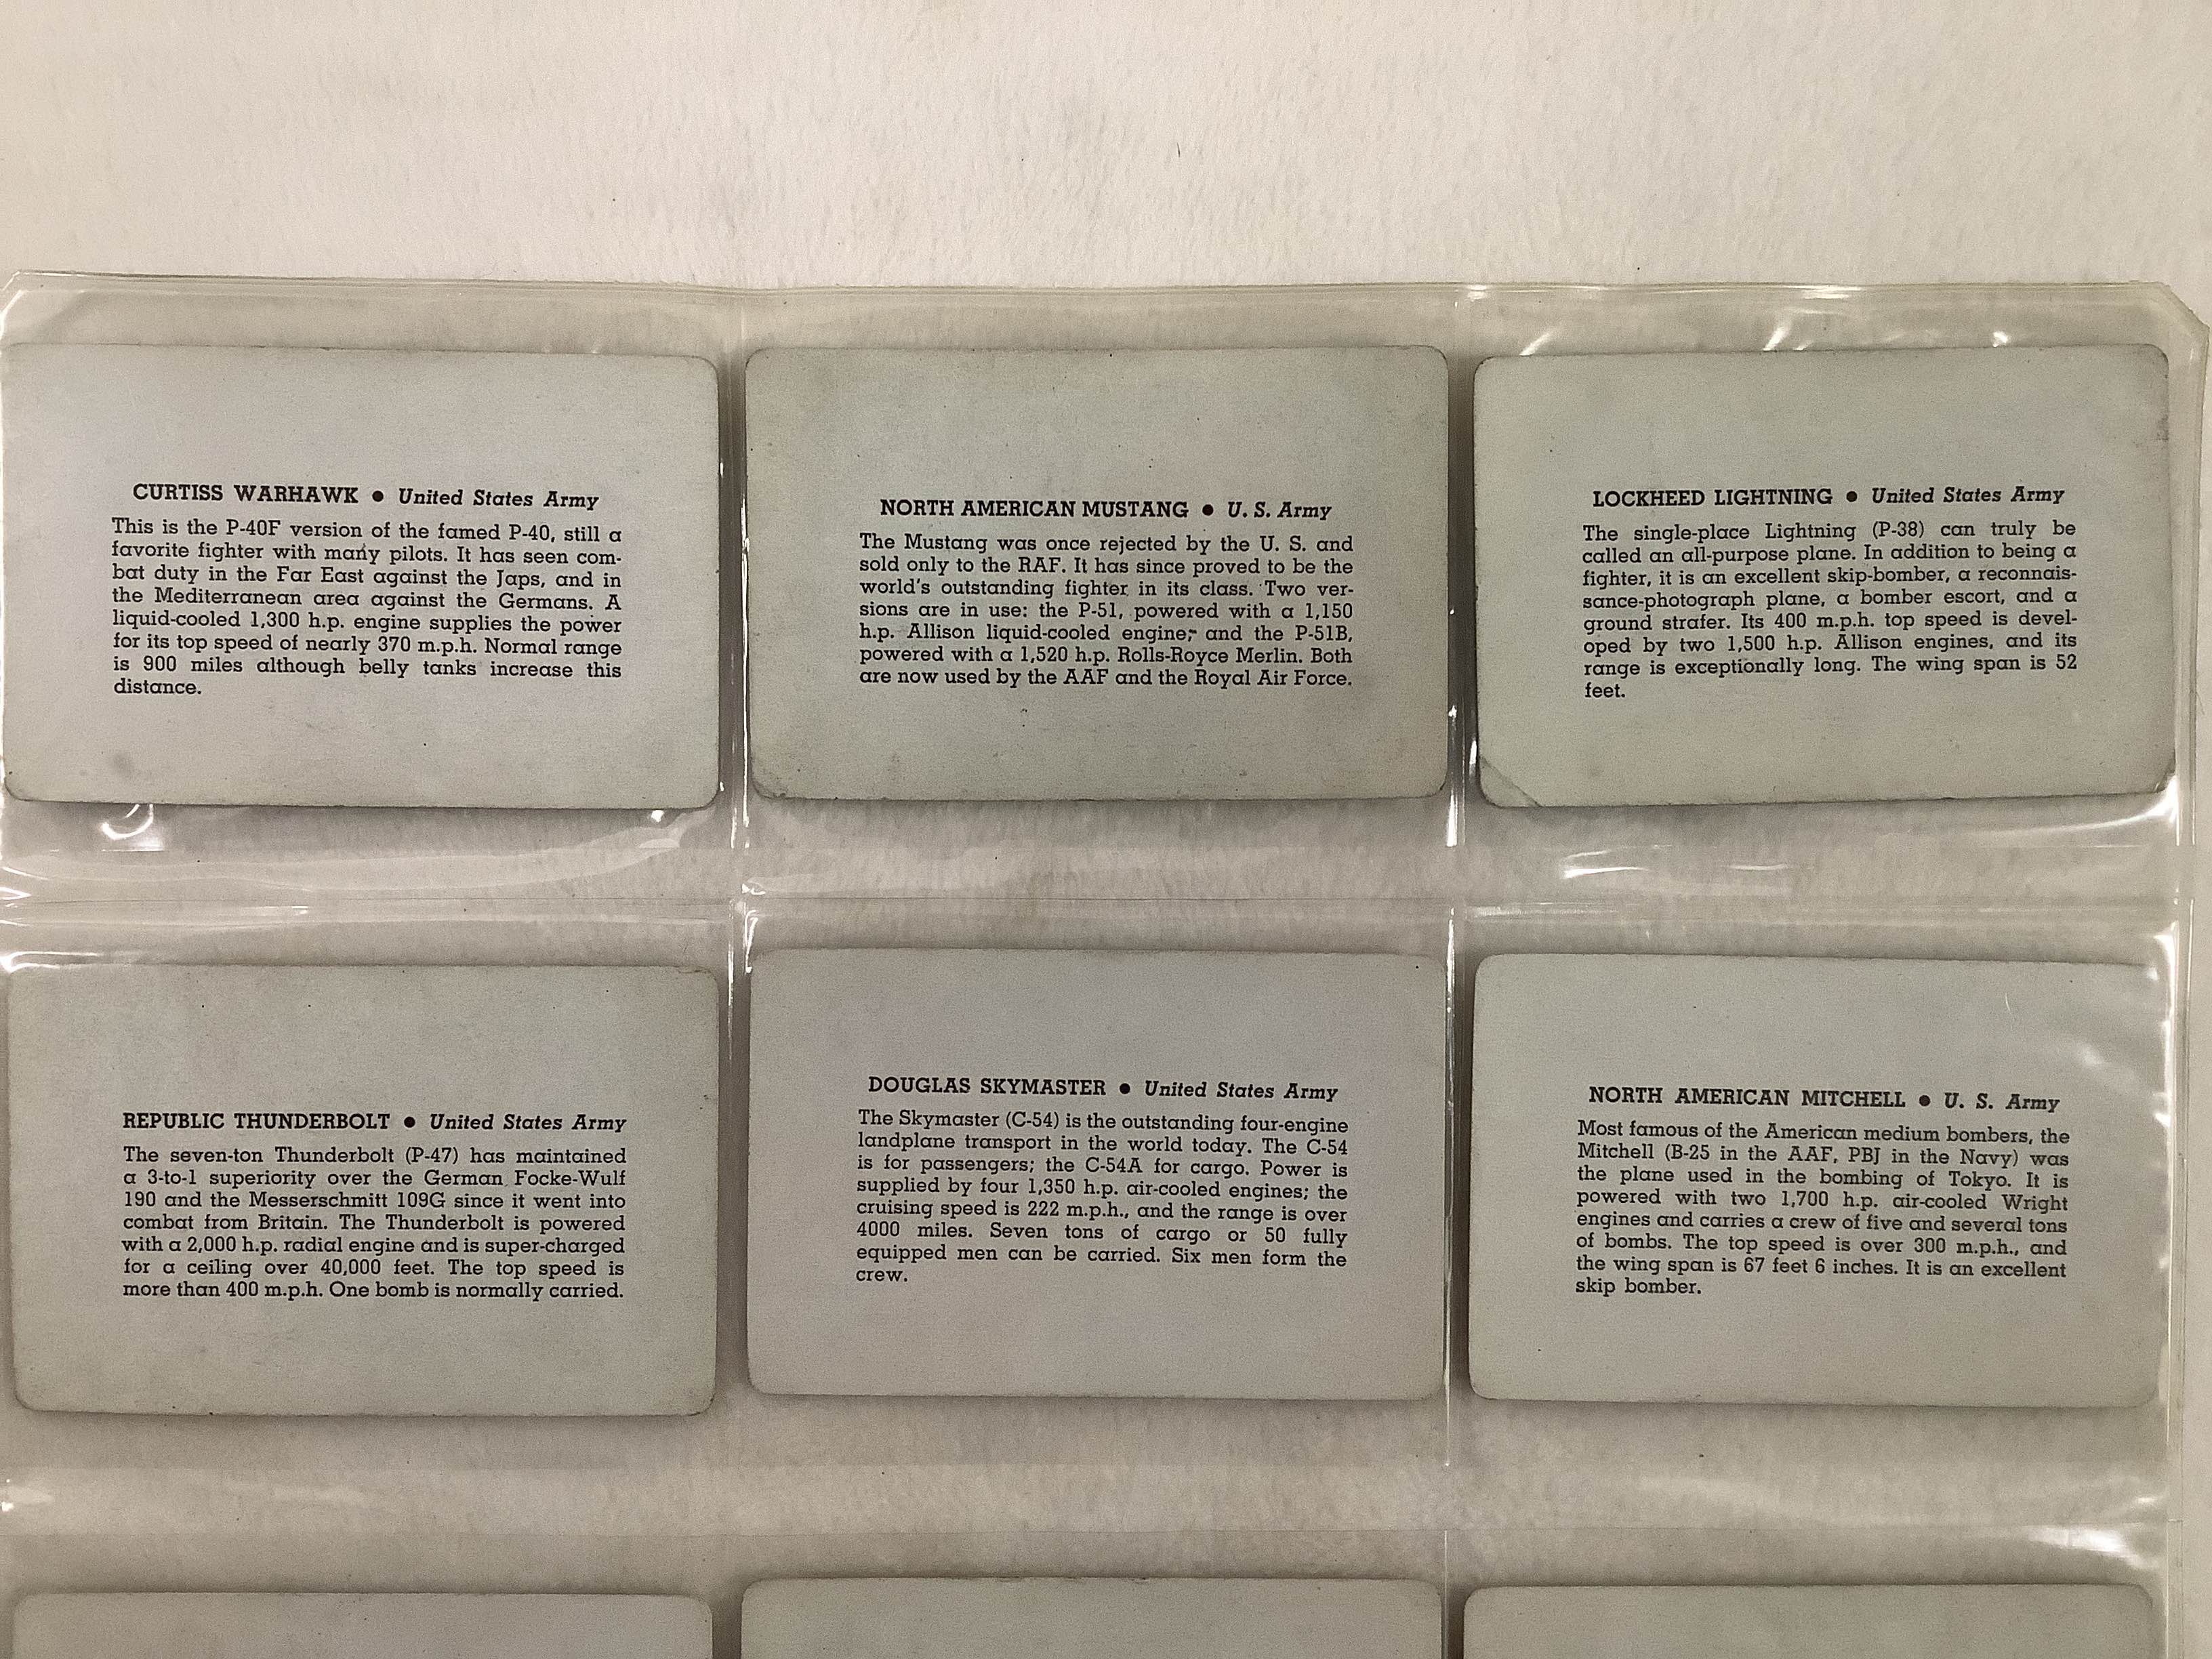 CURTISS WARHAWK ● United States Army
This is the P-40F version of the famed P-40, still a
favorite fighter with many pilots. It has seen com-
bat duty in the Far East against the Japs, and in
the Mediterranean area against the Germans. A
liquid-cooled 1,300 h.p. engine supplies the power
for its top speed of nearly 370 m.p.h. Normal range
is 900 miles although belly tanks increase this
distance.
NORTH AMERICAN MUSTANG ● U. S. Army
The Mustang was once rejected by the U. S. and
sold only to the RAF. It has since proved to be the
world's outstanding fighter in its class. Two ver-
sions are in use: the P-51, powered with a 1,150
h.p. Allison liquid-cooled engine; and the P-51B,
powered with a 1,520 h.p. Rolls-Royce Merlin. Both
are now used by the AAF and the Royal Air Force.
LOCKHEED LIGHTNING ● United States Army
The single-place Lightning (P-38) can truly be
called an all-purpose plane. In addition to being a
fighter, it is an excellent skip-bomber, a reconnais-
sance-photograph plane, a bomber escort, and a
ground strafer. Its 400 m.p.h. top speed is devel-
oped by two 1,500 h.p. Allison engines, and its
range is exceptionally long. The wing span is 52
feet.
REPUBLIC THUNDERBOLT ● United States Army
The seven-ton Thunderbolt (P-47) has maintained
a 3-to-1 superiority over the German Focke-Wulf
190 and the Messerschmitt 109G since it went into
combat from Britain. The Thunderbolt is powered
with a 2,000 h.p. radial engine and is super-charged
for a ceiling over 40,000 feet. The top speed is
more than 400 m.p.h. One bomb is normally carried.
DOUGLAS SKYMASTER ● United States Army
The Skymaster (C-54) is the outstanding four-engine
landplane transport in the world today. The C-54
is for passengers; the C-54A for cargo. Power is
supplied by four 1,350 h.p. air-cooled engines; the
cruising speed is 222 m.p.h., and the range is over
4000 miles. Seven tons of cargo or 50 fully
equipped men can be carried. Six men form the
crew.
NORTH AMERICAN MITCHELL ● U. S. Army
Most famous of the American medium bombers, the
Mitchell (B-25 in the AAF, PBJ in the Navy) was
the plane used in the bombing of Tokyo. It is
powered with two 1,700 h.p. air-cooled Wright
engines and carries a crew of five and several tons
of bombs. The top speed is over 300 m.p.h., and
the wing span is 67 feet 6 inches. It is an excellent
skip bomber.